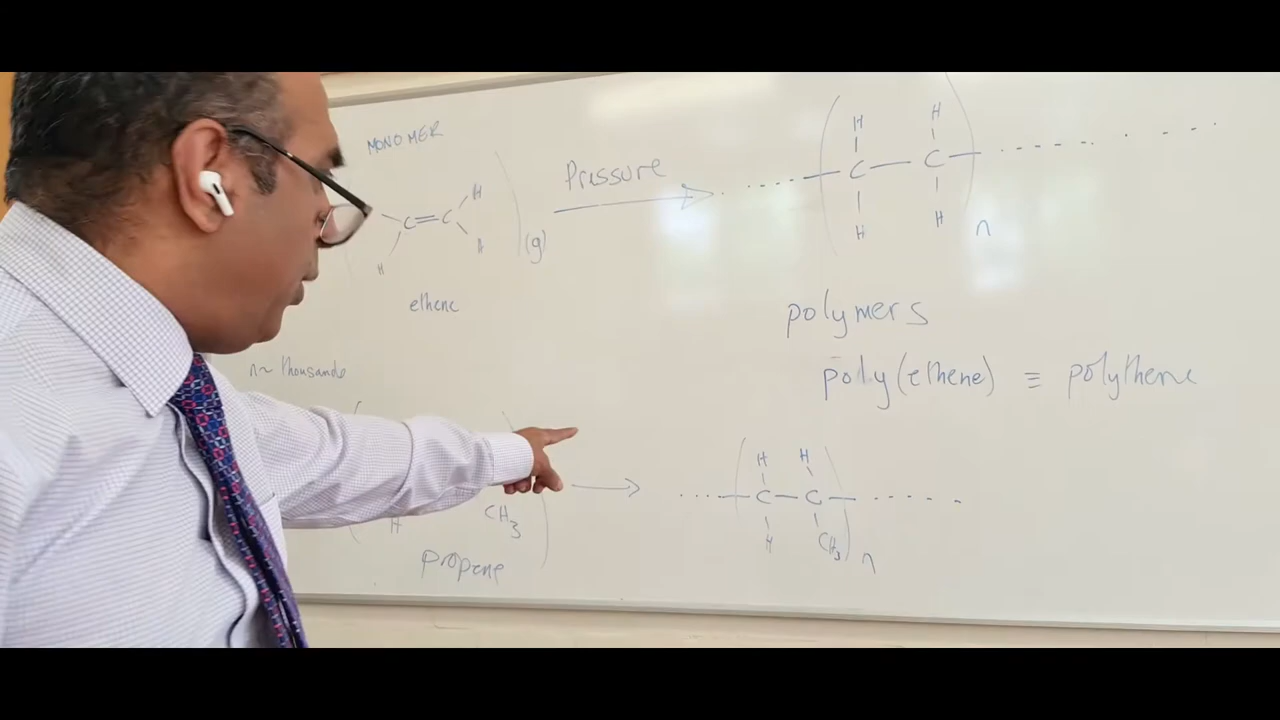 MONOMER
Pressure
H H
C — C
H H
n
H
C = C
H H
(g)
ethene
polymers
poly(ethene) ≡ polythene
n ~ thousands
H H
C — C
H CH3
n
H CH3
propene